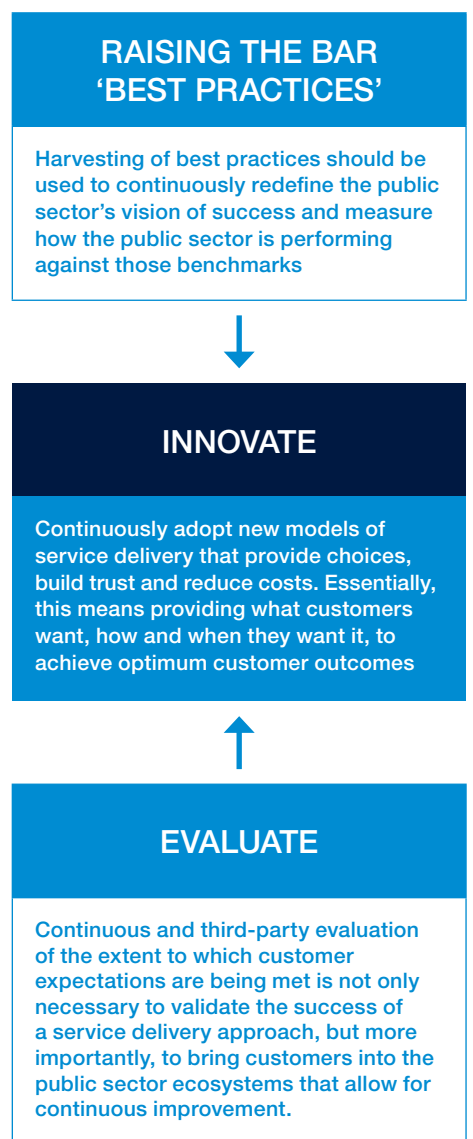 RAISING THE BAR
‘BEST PRACTICES’
Harvesting of best practices should be
used to continuously redefine the public
sector’s vision of success and measure
how the public sector is performing
against those benchmarks
INNOVATE
Continuously adopt new models of
service delivery that provide choices,
build trust and reduce costs. Essentially,
this means providing what customers
want, how and when they want it, to
achieve optimum customer outcomes
EVALUATE
Continuous and third-party evaluation
of the extent to which customer
expectations are being met is not only
necessary to validate the success of
a service delivery approach, but more
importantly, to bring customers into the
public sector ecosystems that allow for
continuous improvement.